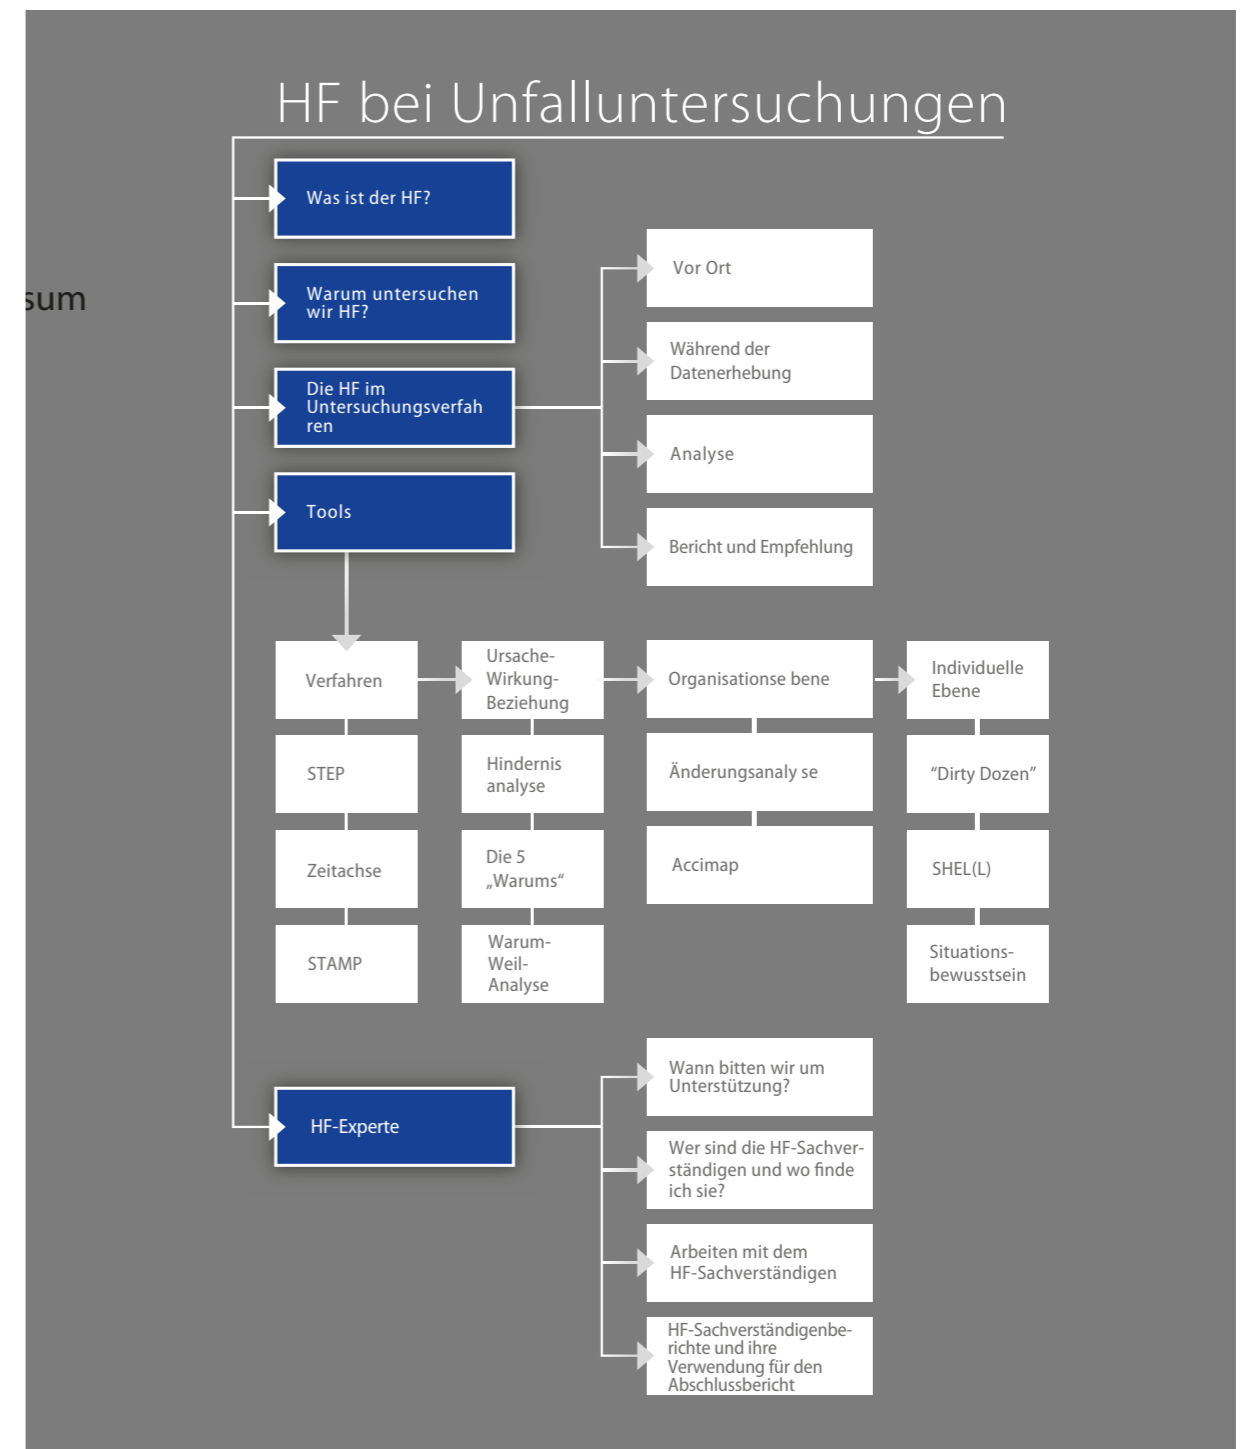 HF bei Unfalluntersuchungen
Was ist der HF?
sum
Warum untersuchen
wir HF?
Die HF im
Untersuchungsverfah
ren
Tools
Vor Ort
Während der
Datenerhebung
Analyse
Bericht und Empfehlung
Verfahren
STEP
Zeitachse
STAMP
Ursache-
Wirkung-
Beziehung
Hindernis
analyse
Die 5
„Warums“
Warum-
Weil-
Analyse
Organisationse bene
Änderungsanaly se
Accimap
Individuelle
Ebene
“Dirty Dozen”
SHEL(L)
Situations-
bewusstsein
HF-Experte
Wann bitten wir um
Unterstützung?
Wer sind die HF-Sachver-
ständigen und wo finde
ich sie?
Arbeiten mit dem
HF-Sachverständigen
HF-Sachverständigenbe-
richte und ihre
Verwendung für den
Abschlussbericht